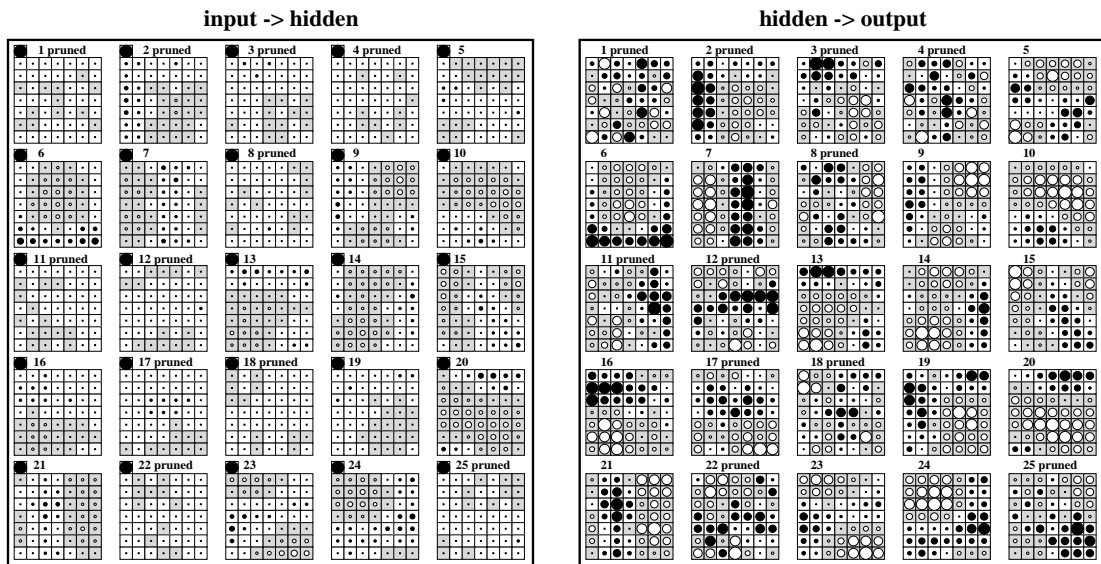 input -> hidden
hidden -> output
1 pruned 2 pruned 3 pruned 4 pruned 5
1 pruned 2 pruned 3 pruned 4 pruned 5
6 7 8 pruned 9 10
6 7 8 pruned 9 10
11 pruned 12 pruned 13 14 15
11 pruned 12 pruned 13 14 15
16 17 pruned 18 pruned 19 20
16 17 pruned 18 pruned 19 20
21 22 pruned 23 24 25 pruned
21 22 pruned 23 24 25 pruned